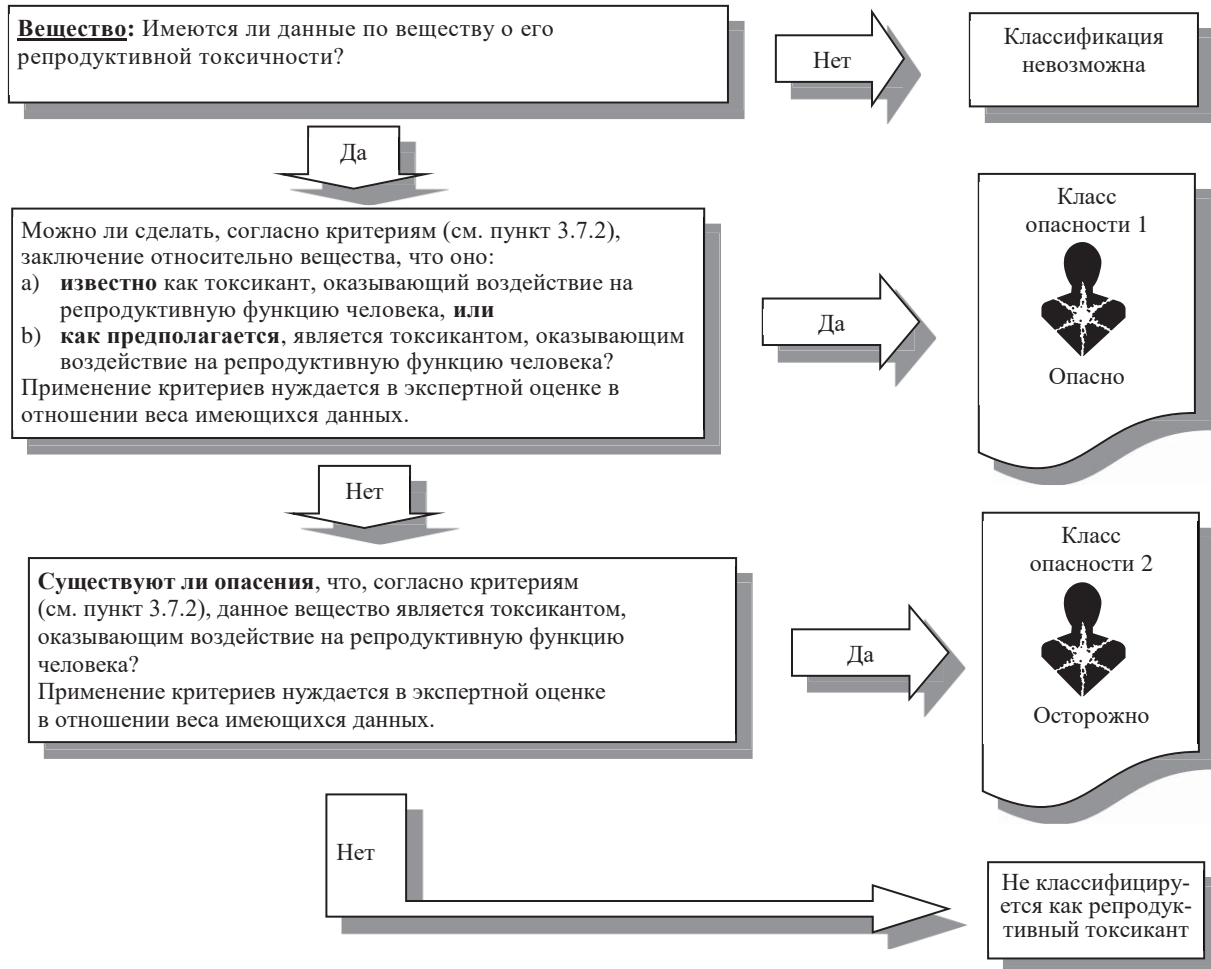 Вещество: Имеются ли данные по веществу о его
репродуктивной токсичности?
Нет
Классификация
невозможна
Да
Можно ли сделать, согласно критериям (см. пункт 3.7.2),
заключение относительно вещества, что оно:
a) известно как токсикант, оказывающий воздействие на
репродуктивную функцию человека, или
b) как предполагается, является токсикантом, оказывающим
воздействие на репродуктивную функцию человека?
Применение критериев нуждается в экспертной оценке в
отношении веса имеющихся данных.
Да
Класс
опасности 1
Опасно
Нет
Существуют ли опасения, что, согласно критериям
(см. пункт 3.7.2), данное вещество является токсикантом,
оказывающим воздействие на репродуктивную функцию
человека?
Применение критериев нуждается в экспертной оценке
в отношении веса имеющихся данных.
Да
Класс
опасности 2
Осторожно
Нет
Не классифициру-
ется как репродук-
тивный токсикант